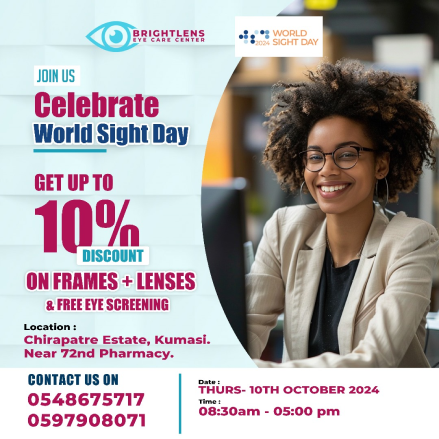 BRIGHTLENS
EYE CARE CENTER
2024 WORLD
SIGHT DAY
JOIN US
Celebrate
World Sight Day
GET UP TO
10%
DISCOUNT
ON FRAMES + LENSES
& FREE EYE SCREENING
Location :
Chirapatre Estate, Kumasi.
Near 72nd Pharmacy.
CONTACT US ON
0548675717
0597908071
Date :
THURS- 10TH OCTOBER 2024
Time :
08:30am - 05:00 pm